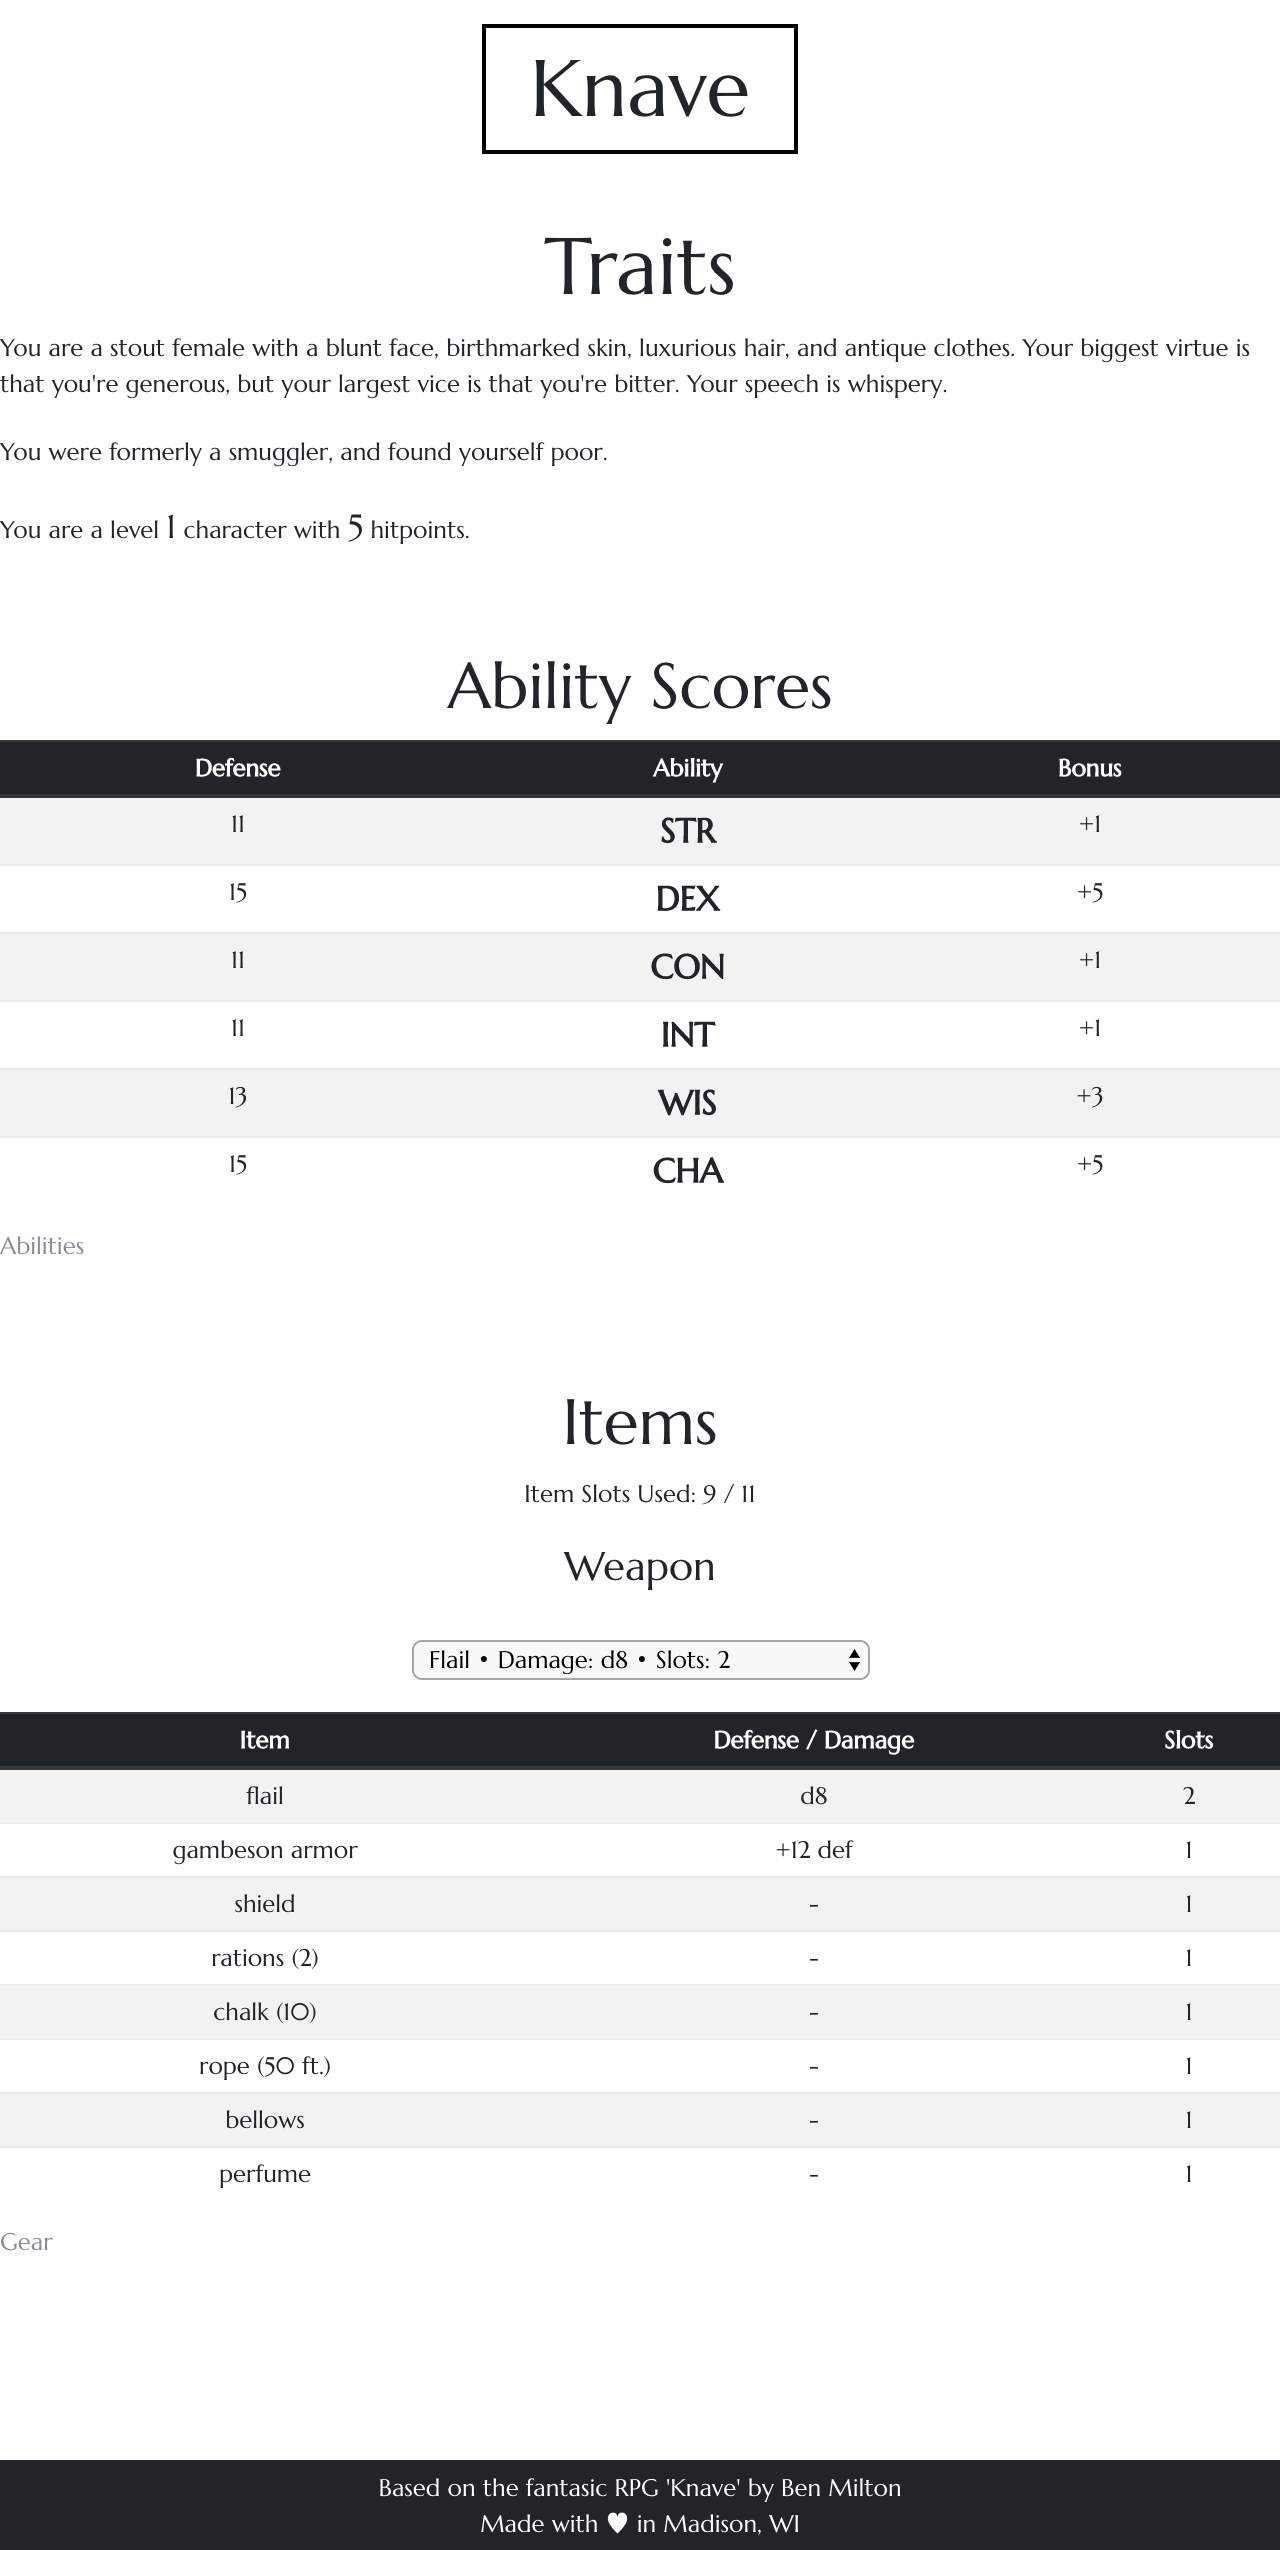 Knave
Traits
You are a stout female with a blunt face, birthmarked skin, luxurious hair, and antique clothes. Your biggest virtue is
that you're generous, but your largest vice is that you're bitter. Your speech is whispery.
You were formerly a smuggler, and found yourself poor.
You are a level 1 character with 5 hitpoints.
Ability Scores
Defense Ability Bonus
11 STR +1
15 DEX +5
11 CON +1
11 INT +1
13 WIS +3
15 CHA +5
Abilities
Items
Item Slots Used: 9 / 11
Weapon
Flail • Damage: d8 • Slots: 2
Item Defense / Damage Slots
flail d8 2
gambeson armor +12 def 1
shield - 1
rations (2) - 1
chalk (10) - 1
rope (50 ft.) - 1
bellows - 1
perfume - 1
Gear
Based on the fantasic RPG 'Knave' by Ben Milton
Made with ♥ in Madison, WI